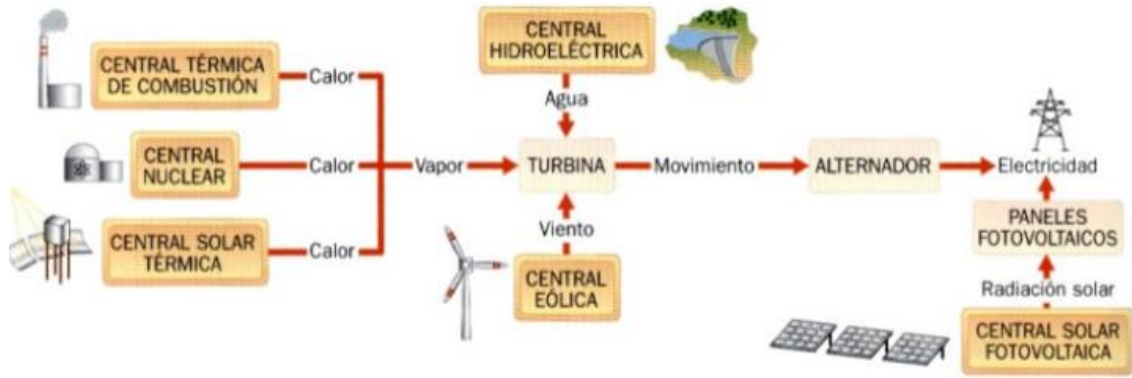 CENTRAL TÉRMICA
DE COMBUSTIÓN
Calor
CENTRAL
NUCLEAR
Calor
CENTRAL SOLAR
TÉRMICA
Calor
Vapor
CENTRAL
HIDROELÉCTRICA
Agua
TURBINA
Viento
CENTRAL
EÓLICA
Movimiento
ALTERNADOR
Electricidad
PANELES
FOTOVOLTAICOS
Radiación solar
CENTRAL SOLAR
FOTOVOLTAICA